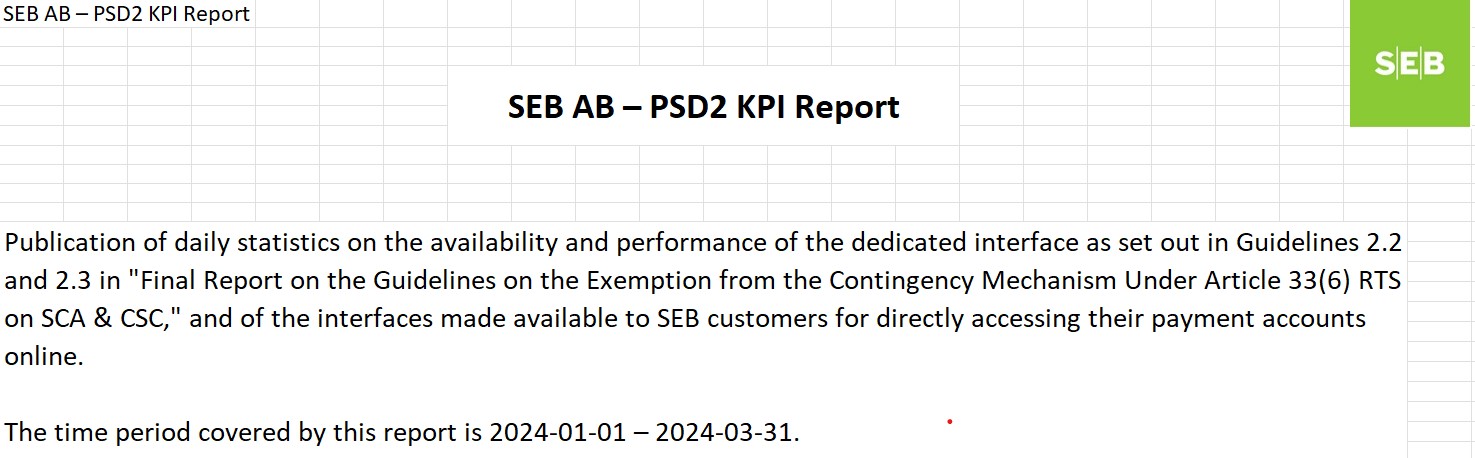 SEB AB – PSD2 KPI Report
S|E|B
SEB AB – PSD2 KPI Report
Publication of daily statistics on the availability and performance of the dedicated interface as set out in Guidelines 2.2
and 2.3 in "Final Report on the Guidelines on the Exemption from the Contingency Mechanism Under Article 33(6) RTS
on SCA & CSC," and of the interfaces made available to SEB customers for directly accessing their payment accounts
online.
The time period covered by this report is 2024-01-01 – 2024-03-31.